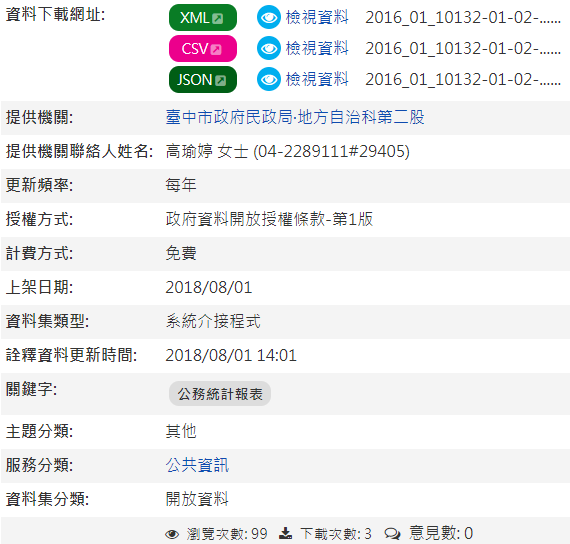 資料下載網址: XML 檢視資料 2016_01_10132-01-02-......
CSV 檢視資料 2016_01_10132-01-02-......
JSON 檢視資料 2016_01_10132-01-02-......
提供機關: 臺中市政府民政局‧地方自治科第二股
提供機關聯絡人姓名: 高瑜婷 女士 (04-2289111#29405)
更新頻率: 每年
授權方式: 政府資料開放授權條款-第1版
計費方式: 免費
上架日期: 2018/08/01
資料集類型: 系統介接程式
詮釋資料更新時間: 2018/08/01 14:01
關鍵字: 公務統計報表
主題分類: 其他
服務分類: 公共資訊
資料集分類: 開放資料
瀏覽次數: 99 下載次數: 3 意見數: 0